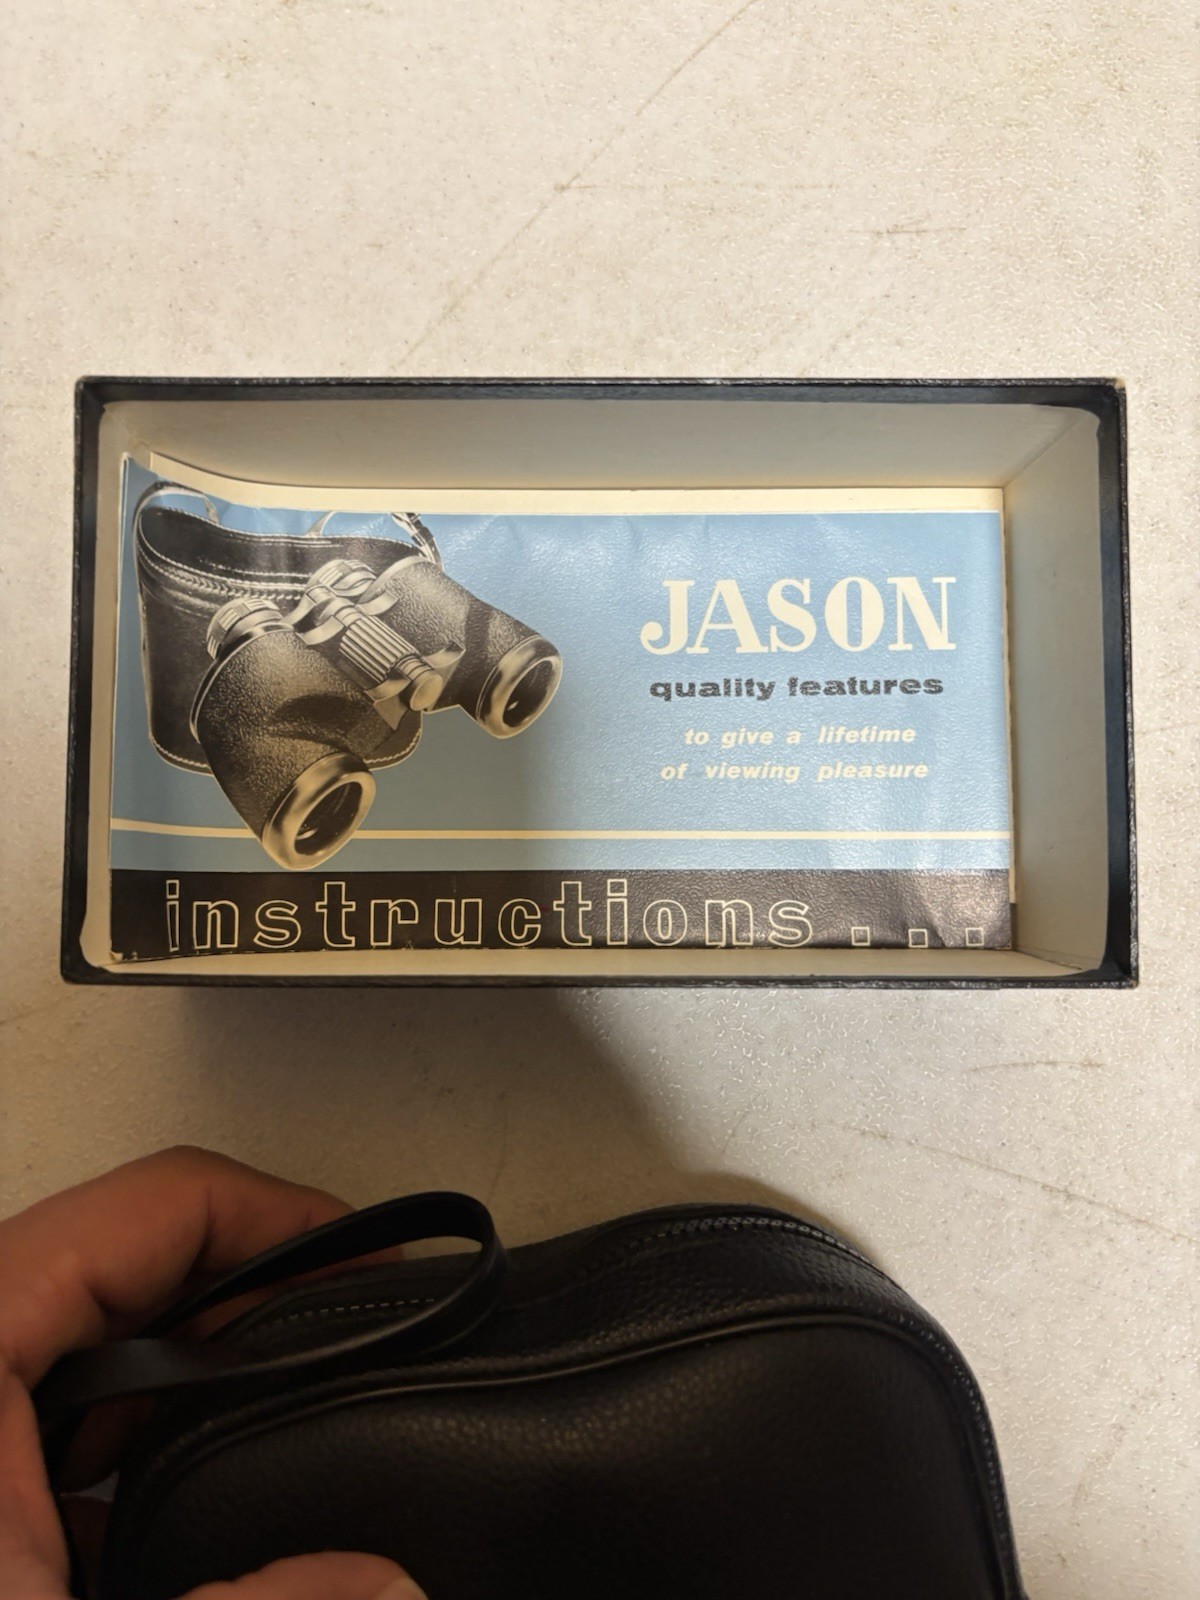 JASON
quality features
to give a lifetime
of viewing pleasure
instructions...